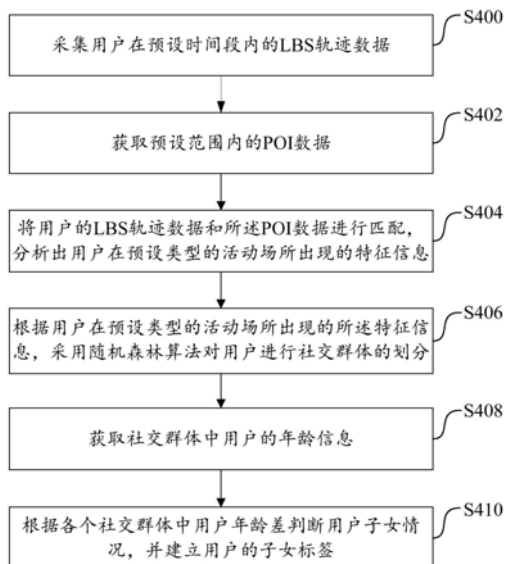 S400
采集用户在预设时间段内的LBS轨迹数据
S402
获取预设范围内的POI数据
S404
将用户的LBS轨迹数据和所述POI数据进行匹配,
分析出用户在预设类型的活动场所出现的特征信息
S406
根据用户在预设类型的活动场所出现的所述特征信
息，采用随机森林算法对用户进行社交群体的划分
S408
获取社交群体中用户的年龄信息
S410
根据各个社交群体中用户年龄差判断用户子女情
况，并建立用户的子女标签